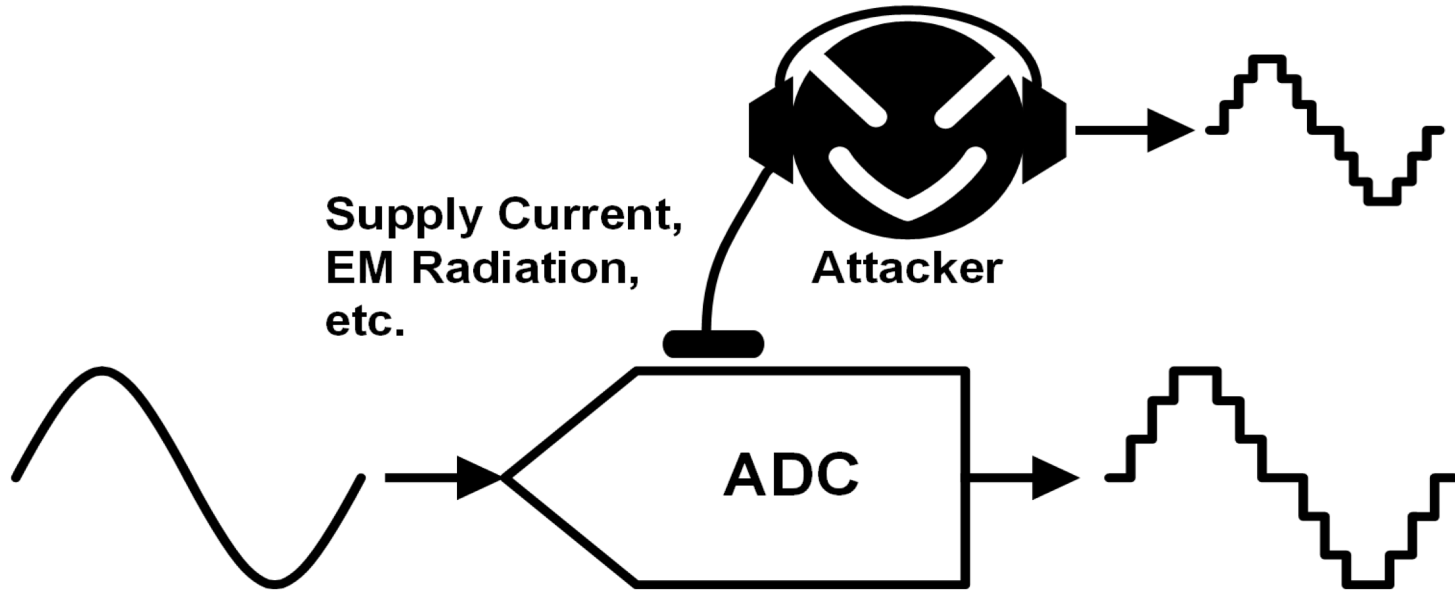 Supply Current,
EM Radiation,
etc.
Attacker
ADC